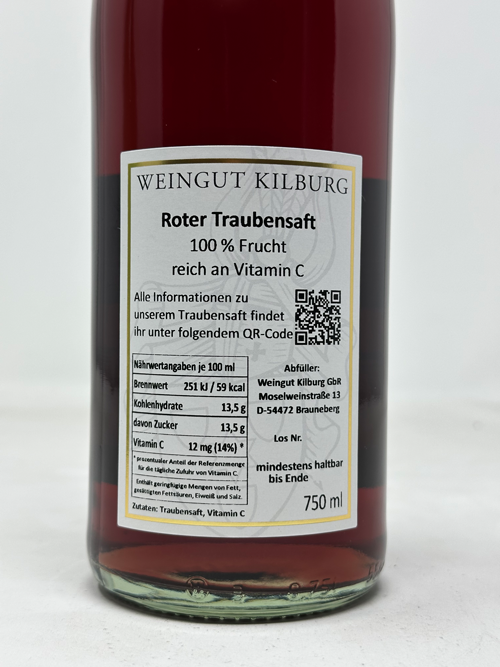 WEINGUT KILBURG
Roter Traubensaft
100 % Frucht
reich an Vitamin C
Alle Informationen zu
unserem Traubensaft findet
ihr unter folgendem QR-Code
Nährwertangaben je 100 ml
Brennwert 251 kJ / 59 kcal
Kohlenhydrate 13,5 g
davon Zucker 13,5 g
Vitamin C 12 mg (14%) *
* prozentualer Anteil der Referenzmenge
für die tägliche Zufuhr von Vitamin C.
Enthält geringfügige Mengen von Fett,
gesättigten Fettsäuren, Eiweiß und Salz.
Zutaten: Traubensaft, Vitamin C
Abfüller:
Weingut Kilburg GbR
Moselweinstraße 13
D-54472 Brauneberg
Los Nr.
mindestens haltbar
bis Ende
750 ml